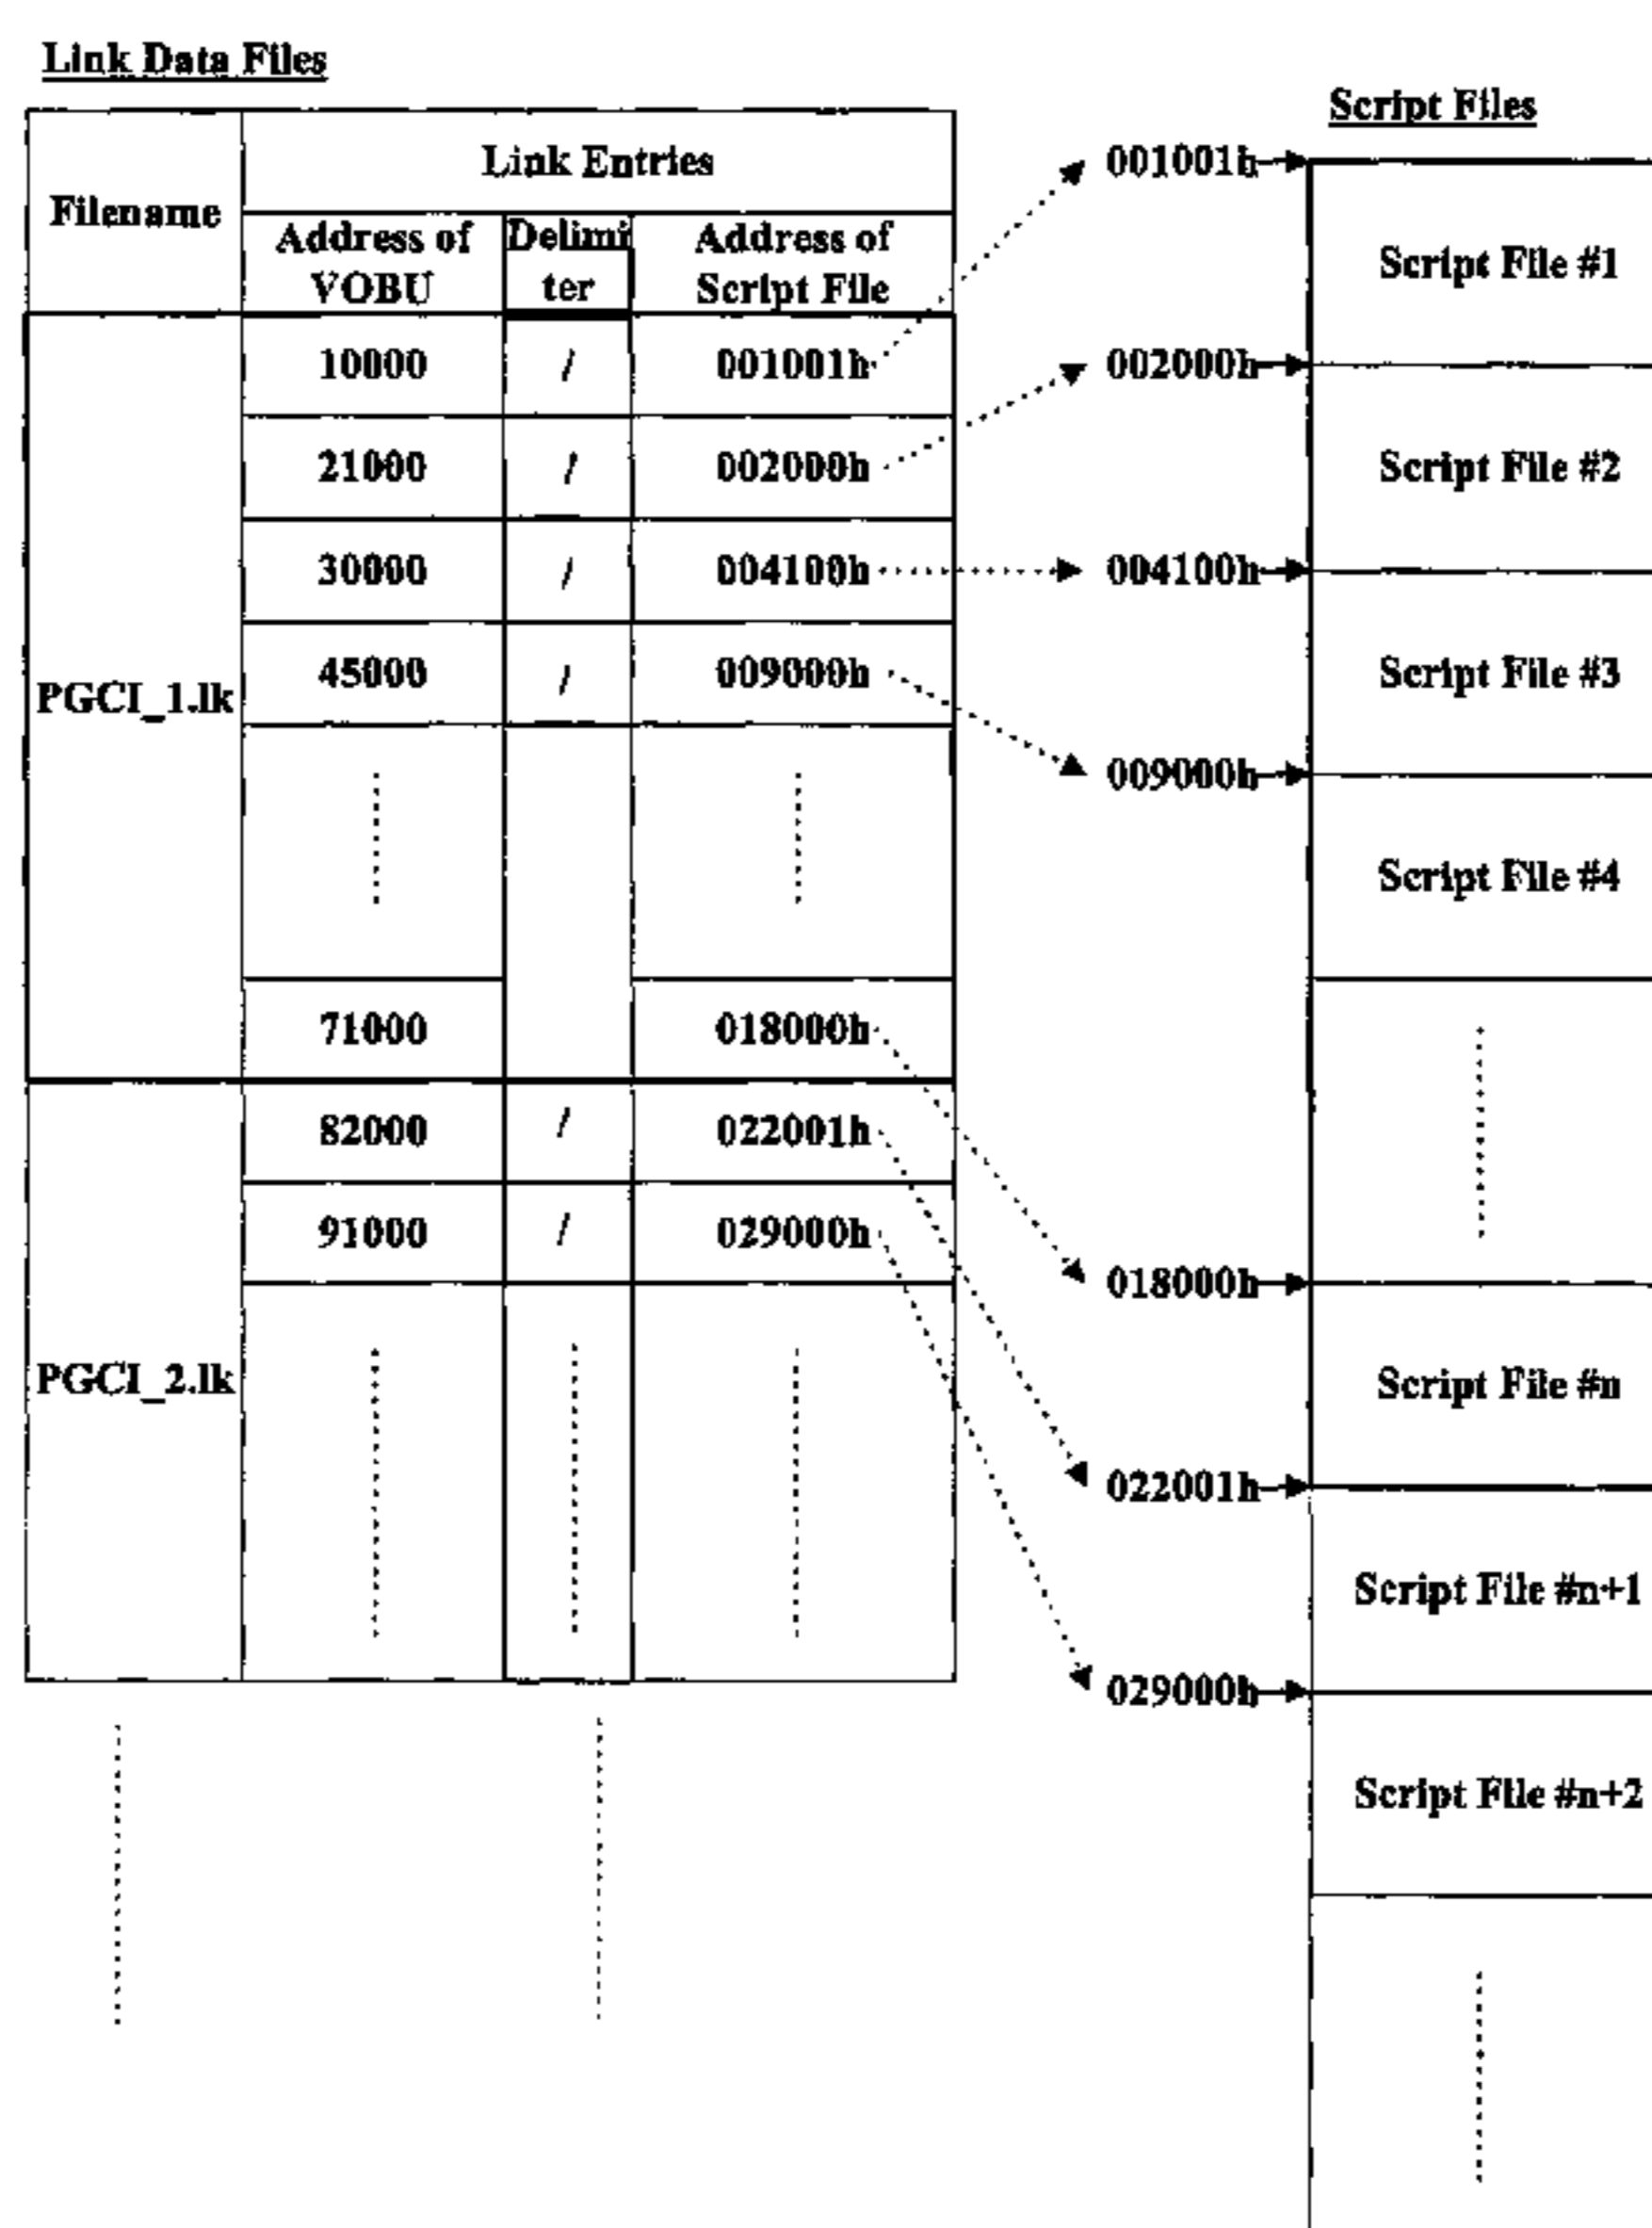 Link Data Files
Script Files
Filename
Link Entries
Address of
VOBU
Delimi
ter
Address of
Script File
PGCI_1.lk
10000 / 001001h
21000 / 002000h
30000 / 004100h
45000 / 009000h
71000 018000h
PGCI_2.lk
82000 / 022001h
91000 / 029000h
001001h
Script File #1
002000h
Script File #2
004100h
Script File #3
009000h
Script File #4
018000h
Script File #n
022001h
Script File #n+1
029000h
Script File #n+2